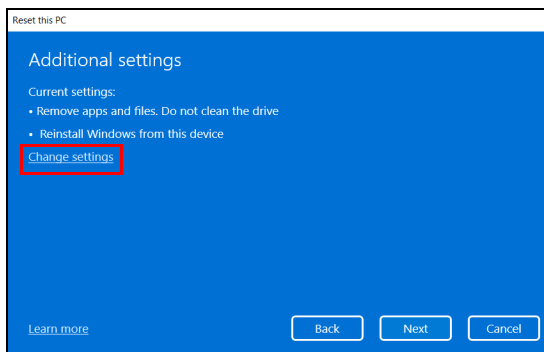 Reset this PC
Additional settings
Current settings:
▪ Remove apps and files. Do not clean the drive
▪ Reinstall Windows from this device
Change settings
Learn more
Back
Next
Cancel